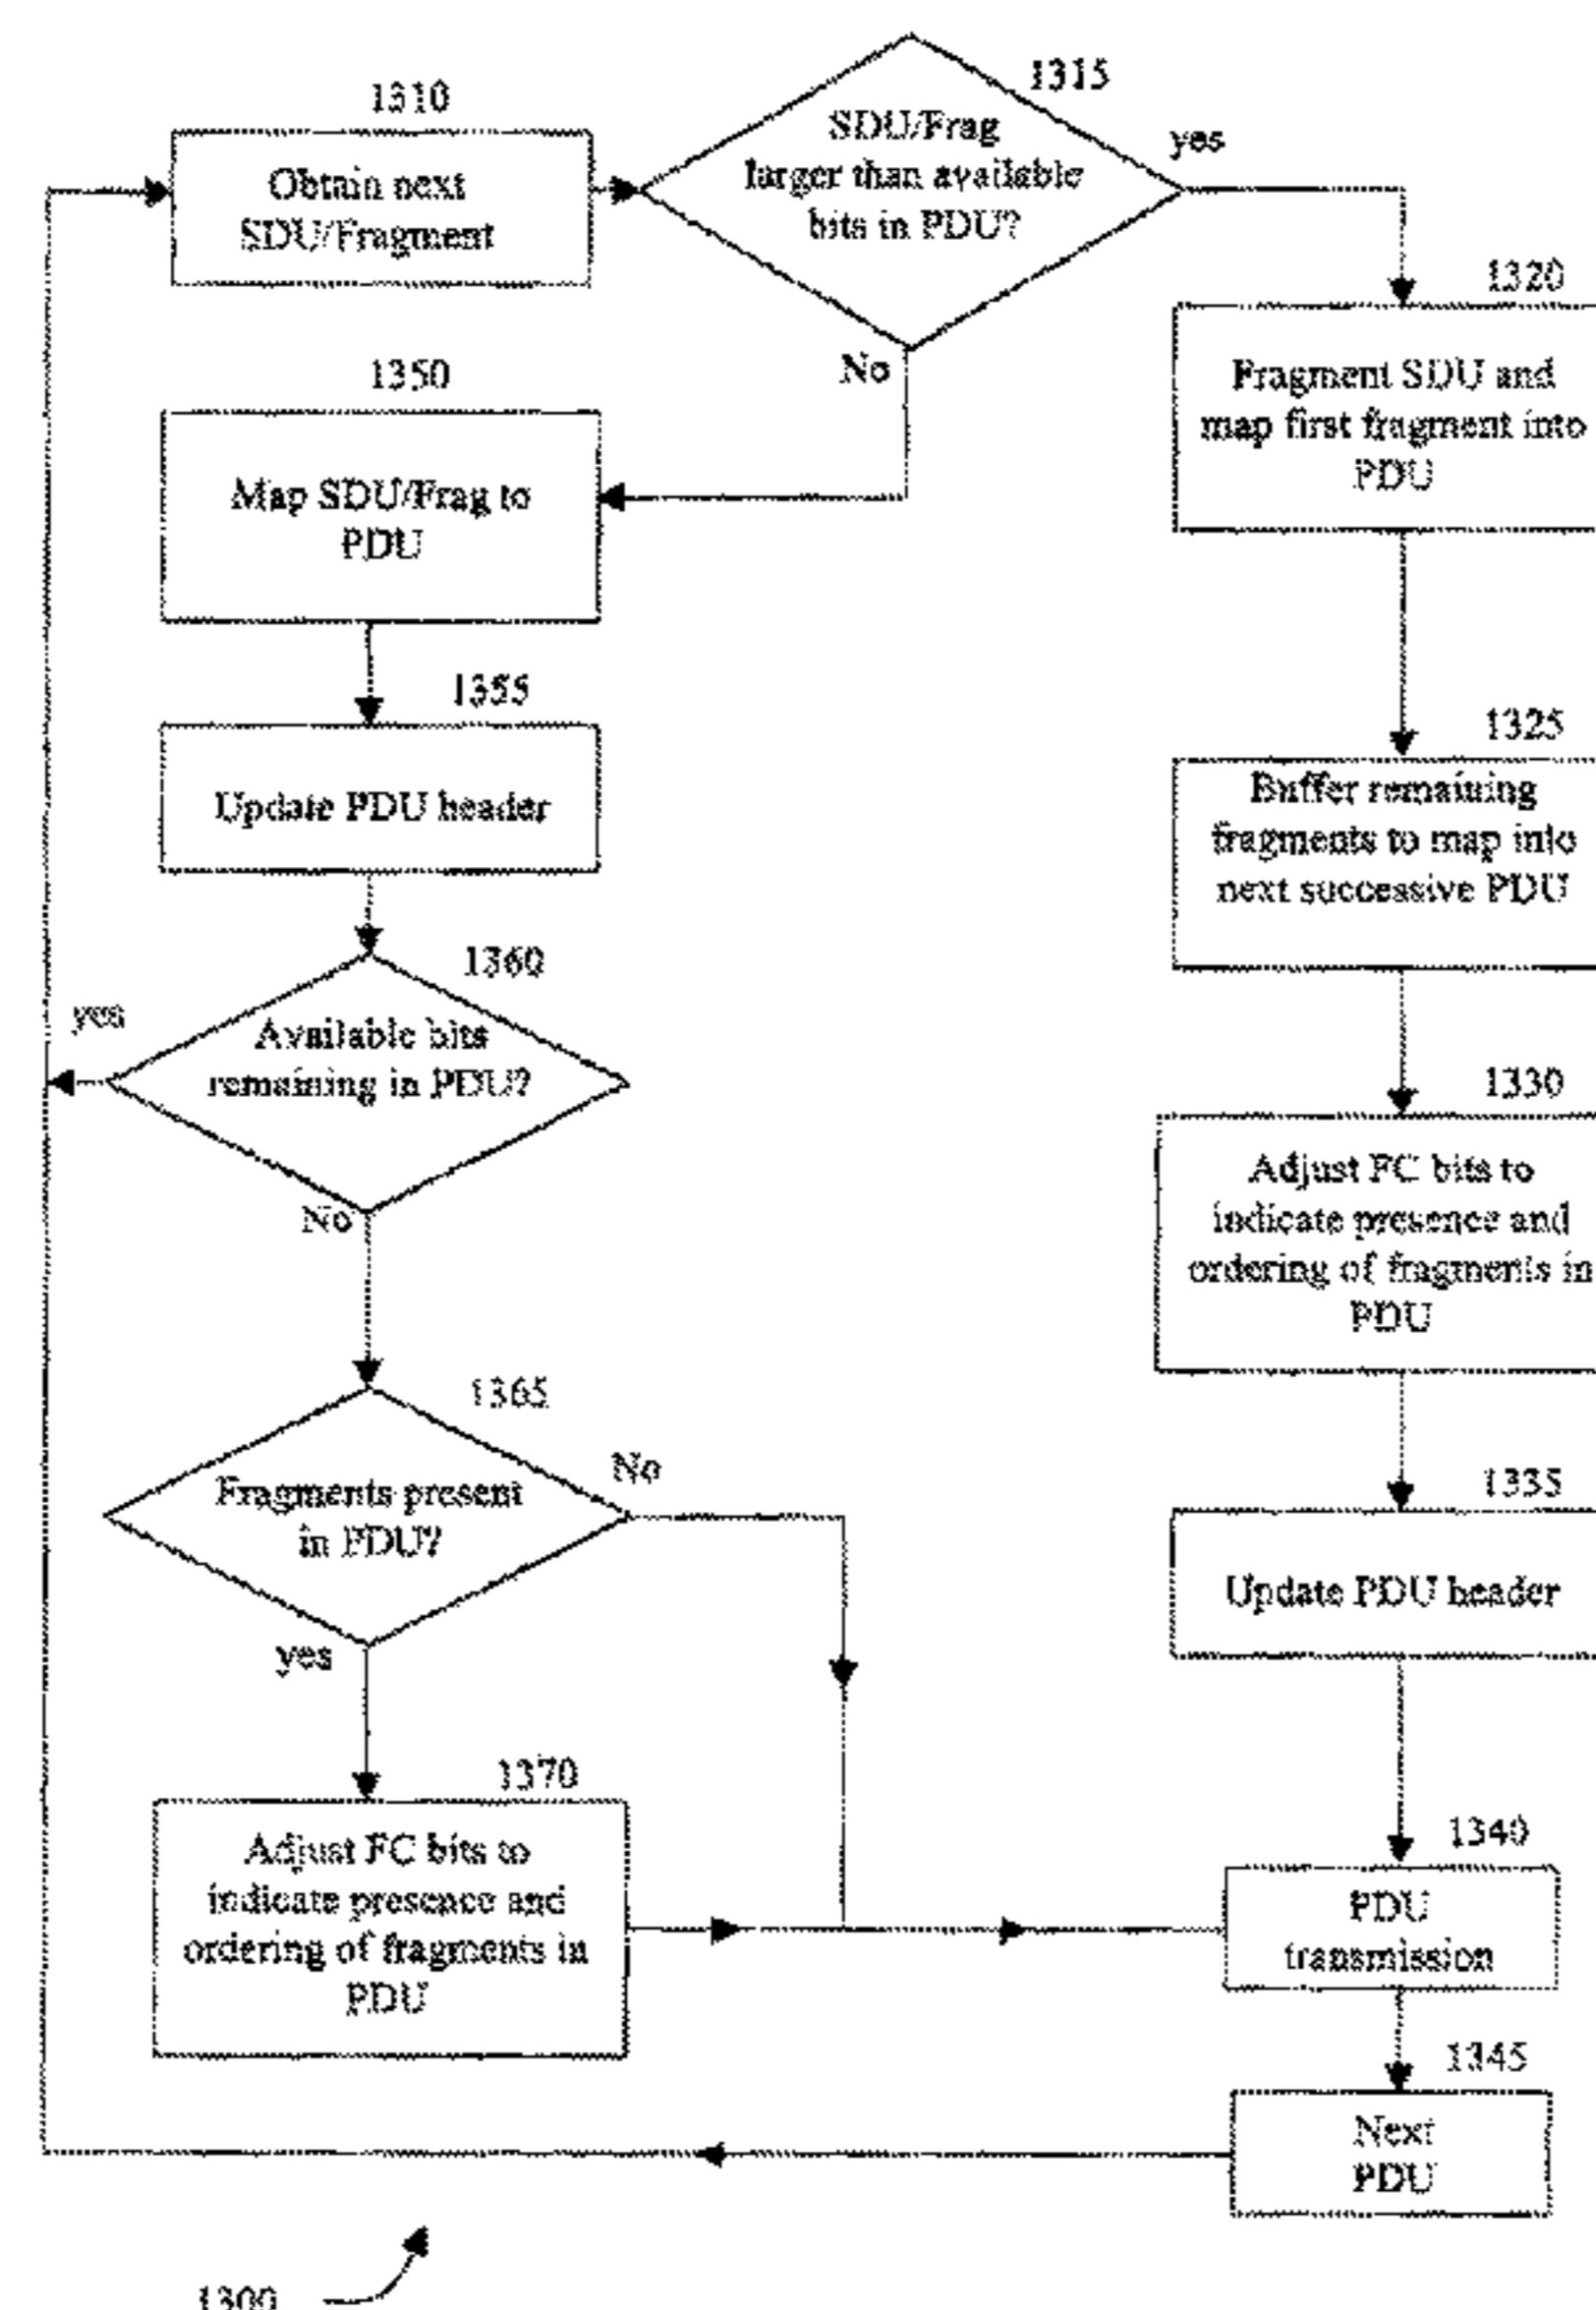 1310
Obtain next
SDU/Fragment
1315
SDU/Frag
larger than available
bits in PDU?
yes
No
1320
Fragment SDU and
map first fragment into
PDU
1350
Map SDU/Frag to
PDU
1355
Update PDU header
1325
Buffer remaining
fragments to map into
next successive PDU
1360
Available bits
remaining in PDU?
yes
No
1330
Adjust FC bits to
indicate presence and
ordering of fragments in
PDU
1365
Fragments present
in PDU?
No
yes
1335
Update PDU header
1370
Adjust FC bits to
indicate presence and
ordering of fragments in
PDU
1340
PDU
transmission
1345
Next
PDU
1300